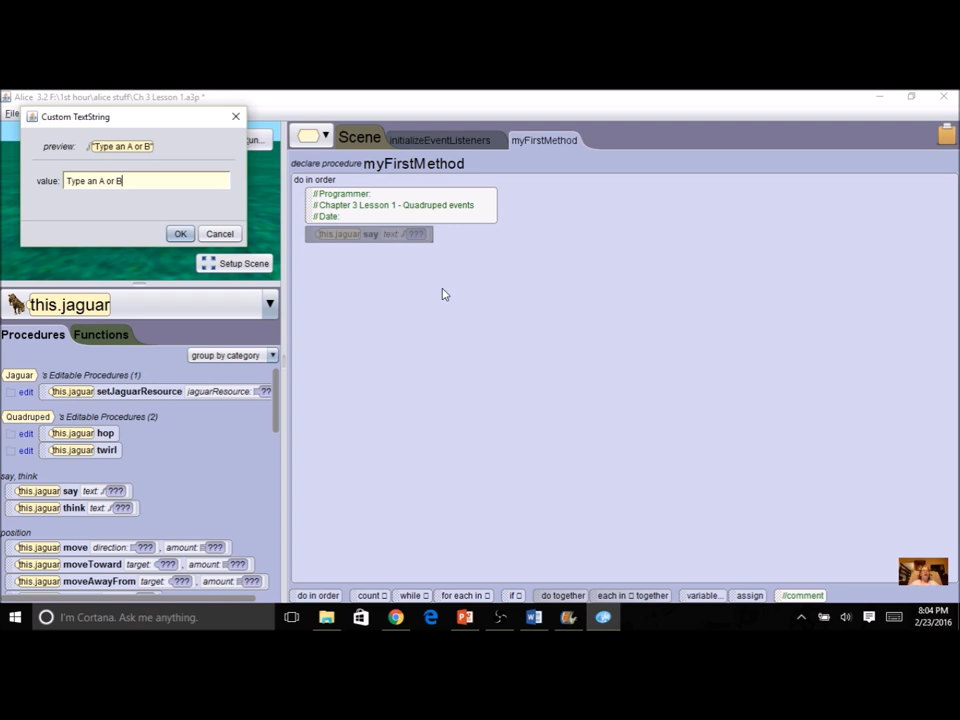 Alice 3.2 F:\1st hour\alice stuff\Ch 3 Lesson 1.a3p *
File
Custom TextString
preview: "Type an A or B"
value: Type an A or B
OK Cancel
un...
Setup Scene
this.jaguar
Procedures Functions
group by category
Jaguar 's Editable Procedures (1)
edit this.jaguar setJaguarResource jaguarResource: ??
Quadruped 's Editable Procedures (2)
edit this.jaguar hop
edit this.jaguar twirl
say, think
this.jaguar say text: ???
this.jaguar think text: ???
position
this.jaguar move direction: ??? , amount: ???
this.jaguar moveToward target: ??? , amount: ???
this.jaguar moveAwayFrom target: ??? , amount: ???
Scene initializeEventListeners myFirstMethod
declare procedure myFirstMethod
do in order
//Programmer:
//Chapter 3 Lesson 1 - Quadruped events
//Date:
this.jaguar say text: ???
do in order count while for each in if do together each in together variable... assign //comment
I'm Cortana. Ask me anything.
8:04 PM
2/23/2016